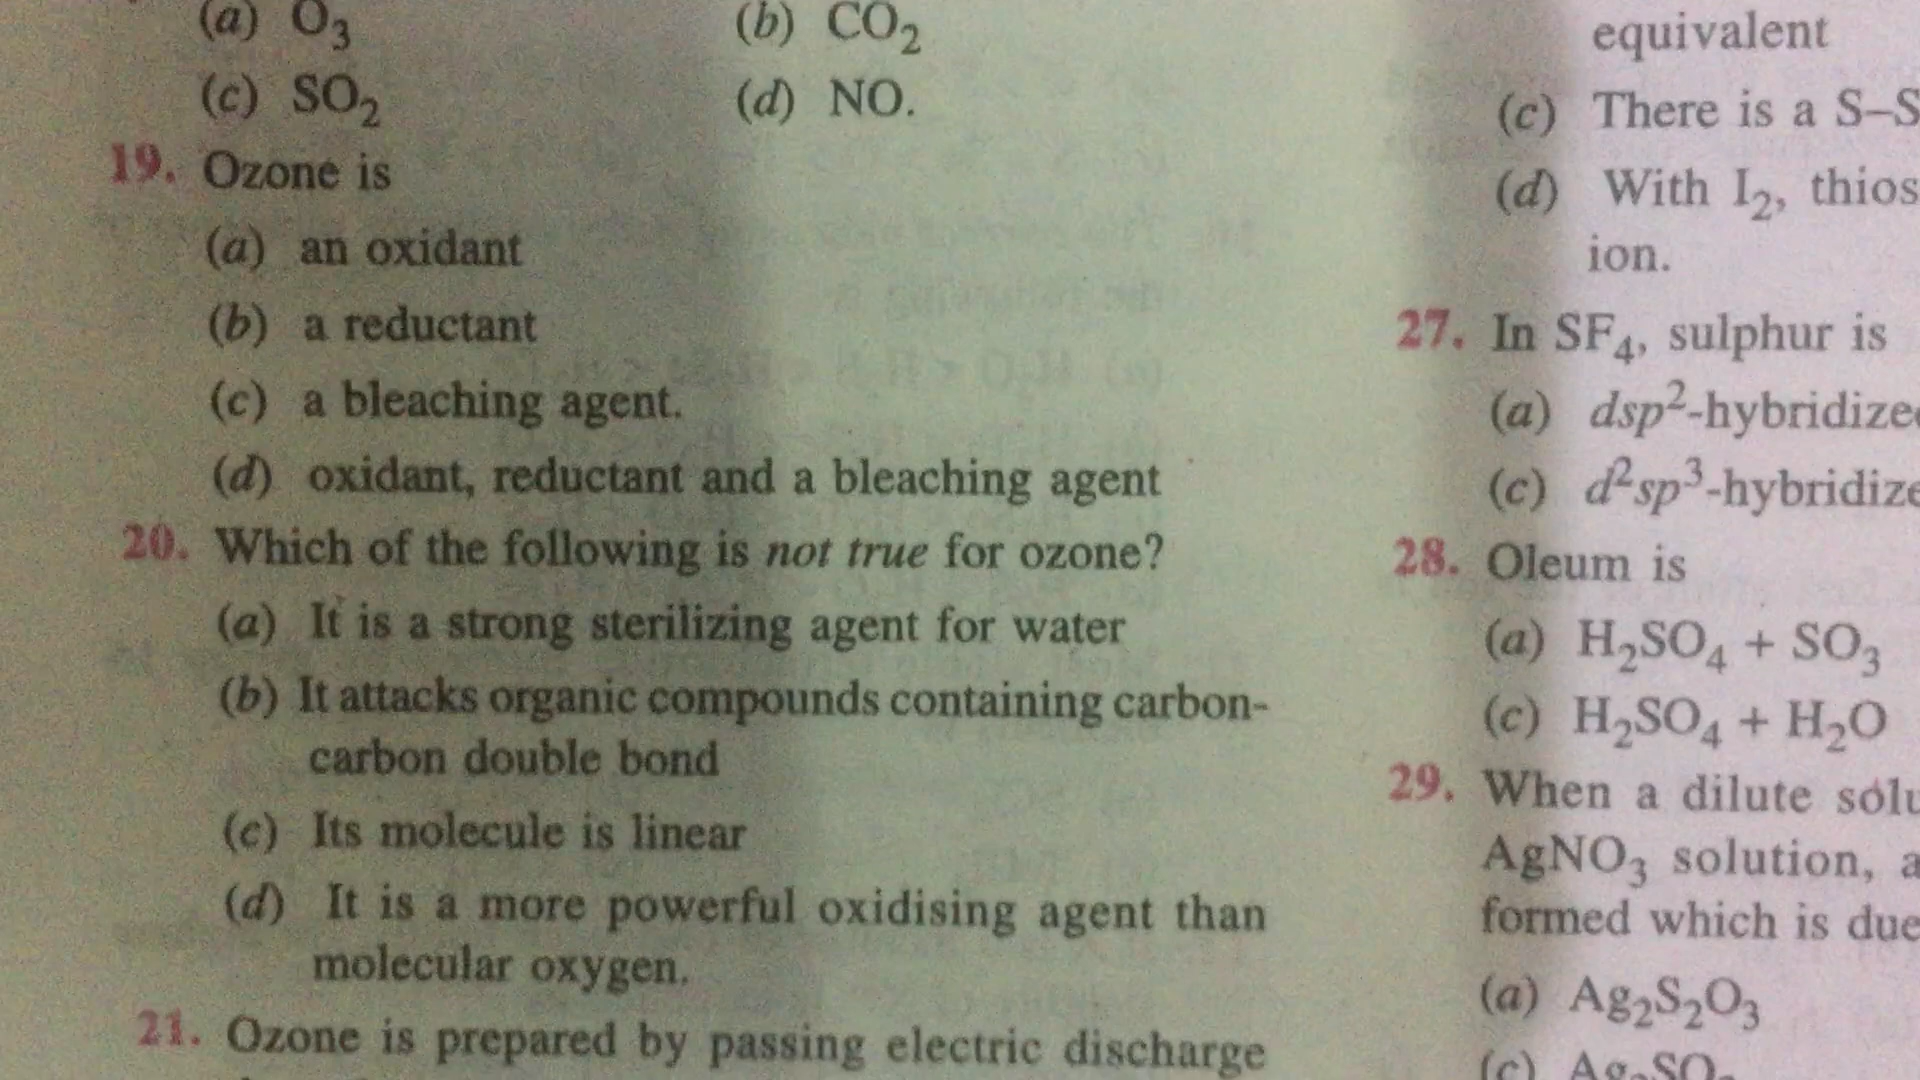 (a) O₃ (b) CO₂
(c) SO₂ (d) NO.
19. Ozone is
(a) an oxidant
(b) a reductant
(c) a bleaching agent.
(d) oxidant, reductant and a bleaching agent
20. Which of the following is not true for ozone?
(a) It is a strong sterilizing agent for water
(b) It attacks organic compounds containing carbon-
carbon double bond
(c) Its molecule is linear
(d) It is a more powerful oxidising agent than
molecular oxygen.
21. Ozone is prepared by passing electric discharge
equivalent
(c) There is a S–S
(d) With I₂, thios
ion.
27. In SF₄, sulphur is
(a) dsp²-hybridize
(c) d²sp³-hybridize
28. Oleum is
(a) H₂SO₄ + SO₃
(c) H₂SO₄ + H₂O
29. When a dilute solu
AgNO₃ solution, a
formed which is due
(a) Ag₂S₂O₃
(c)